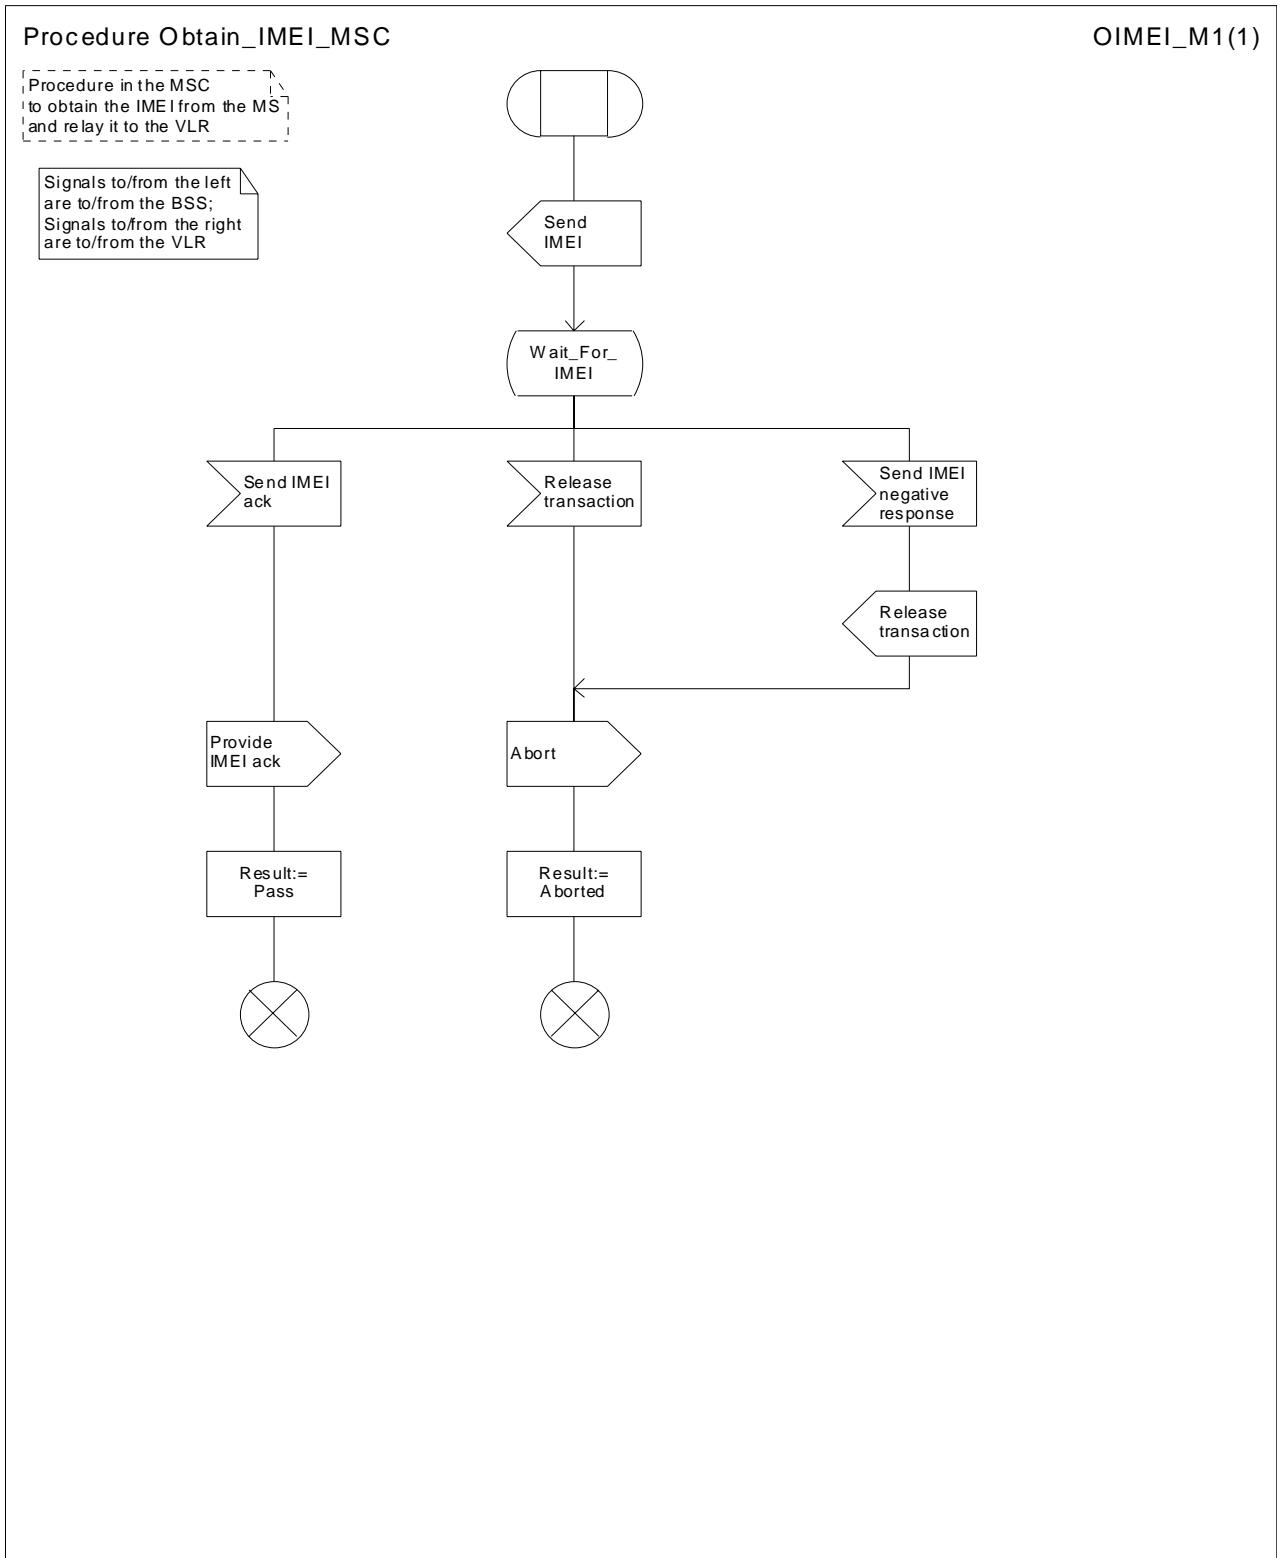 Procedure Obtain_IMEI_MSC
OIMEI_M1(1)
Procedure in the MSC
to obtain the IMEI from the MS
and relay it to the VLR
Signals to/from the left
are to/from the BSS;
Signals to/from the right
are to/from the VLR
Send
IMEI
Wait_For_
IMEI
Send IMEI
ack
Release
transaction
Send IMEI
negative
response
Release
transaction
Provide
IMEI ack
Abort
Result:=
Pass
Result:=
Aborted